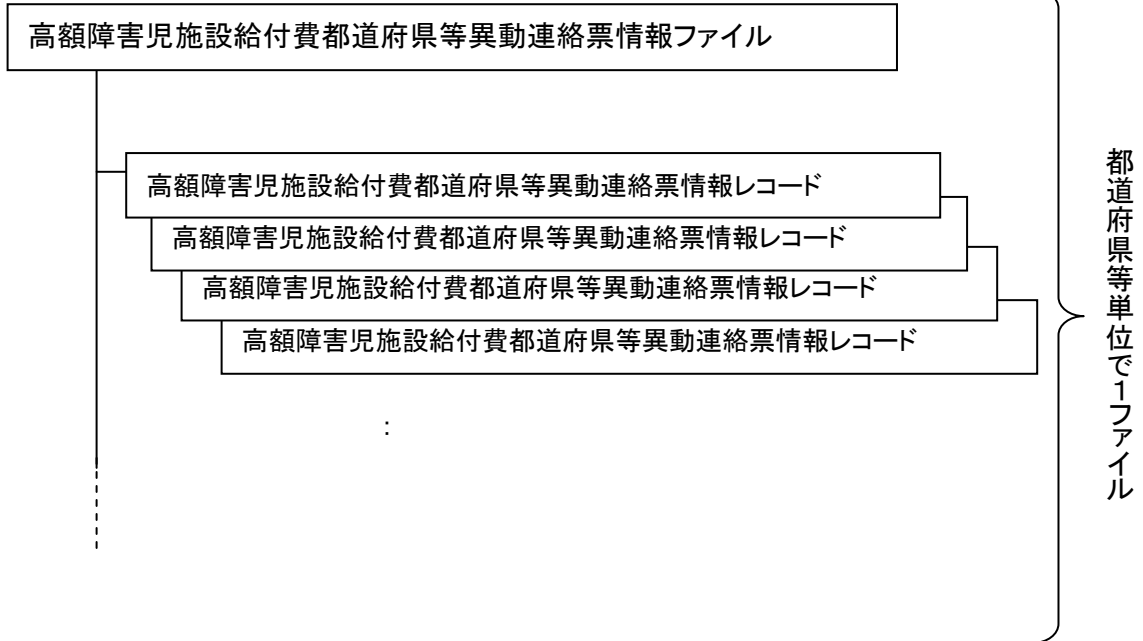 高額障害児施設給付費都道府県等異動連絡票情報ファイル
高額障害児施設給付費都道府県等異動連絡票情報レコード
高額障害児施設給付費都道府県等異動連絡票情報レコード
高額障害児施設給付費都道府県等異動連絡票情報レコード
高額障害児施設給付費都道府県等異動連絡票情報レコード
:
都道府県等単位で1ファイル